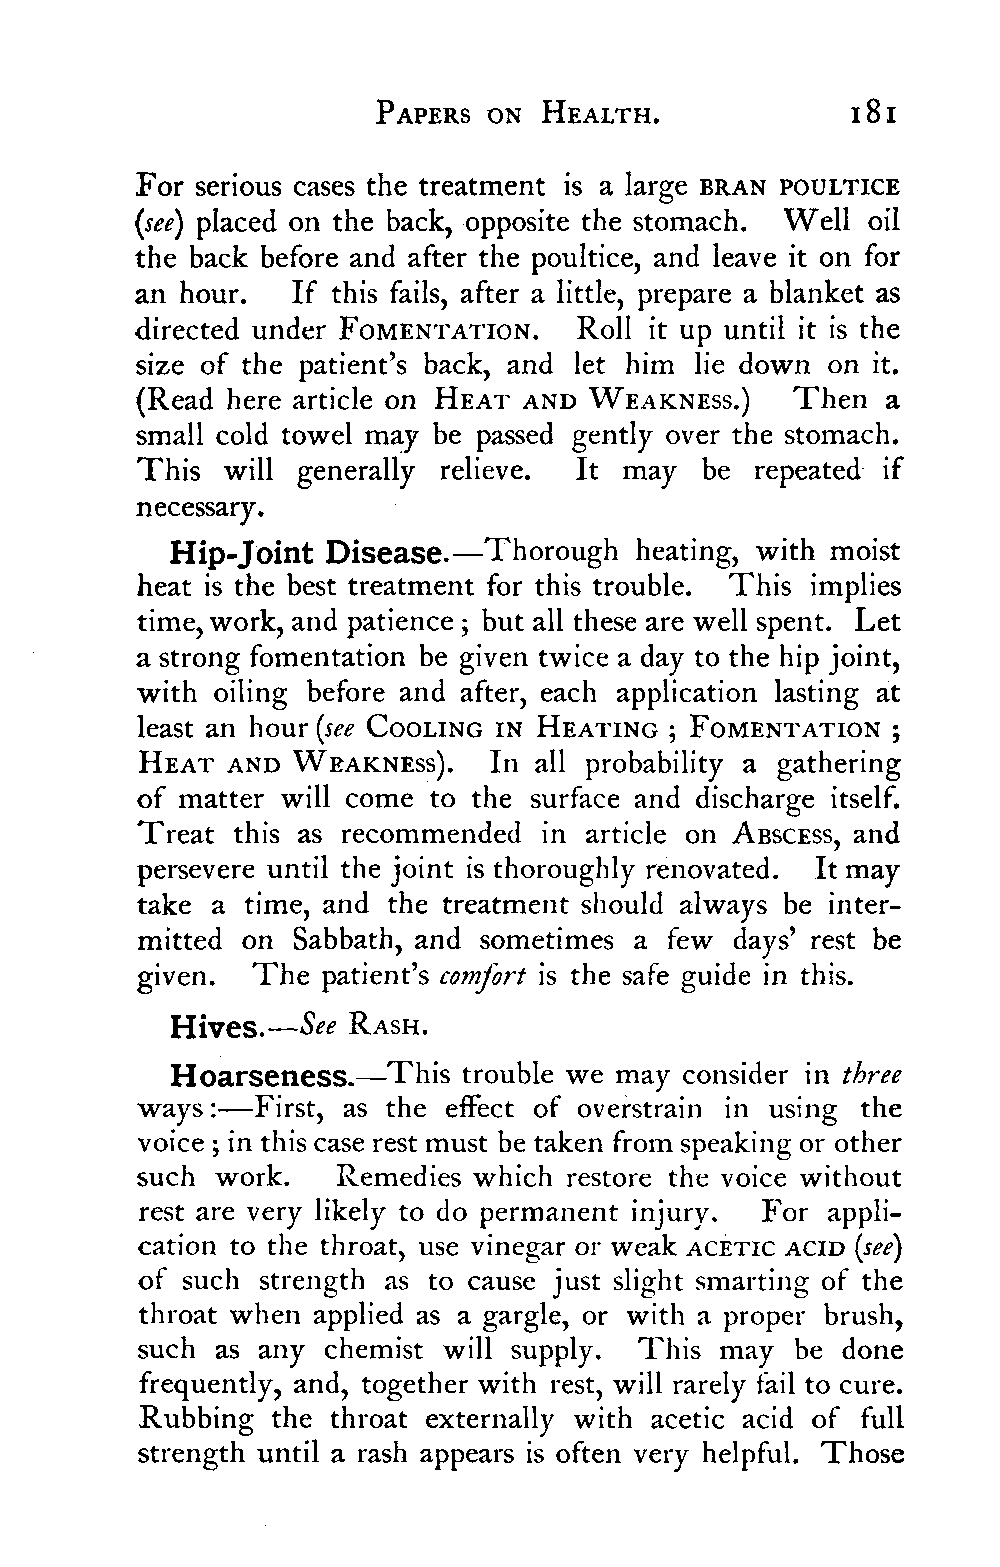 PAPERS ON HEALTH. 181
For serious cases the treatment is a large BRAN POULTICE
(see) placed on the back, opposite the stomach. Well oil
the back before and after the poultice, and leave it on for
an hour. If this fails, after a little, prepare a blanket as
directed under FOMENTATION. Roll it up until it is the
size of the patient's back, and let him lie down on it.
(Read here article on HEAT AND WEAKNESS.) Then a
small cold towel may be passed gently over the stomach.
This will generally relieve. It may be repeated if
necessary.
Hip-Joint Disease.—Thorough heating, with moist
heat is the best treatment for this trouble. This implies
time, work, and patience ; but all these are well spent. Let
a strong fomentation be given twice a day to the hip joint,
with oiling before and after, each application lasting at
least an hour (see COOLING IN HEATING ; FOMENTATION ;
HEAT AND WEAKNESS). In all probability a gathering
of matter will come to the surface and discharge itself.
Treat this as recommended in article on ABSCESS, and
persevere until the joint is thoroughly renovated. It may
take a time, and the treatment should always be inter-
mitted on Sabbath, and sometimes a few days' rest be
given. The patient's comfort is the safe guide in this.
Hives.—See RASH.
Hoarseness.—This trouble we may consider in three
ways :—First, as the effect of overstrain in using the
voice ; in this case rest must be taken from speaking or other
such work. Remedies which restore the voice without
rest are very likely to do permanent injury. For appli-
cation to the throat, use vinegar or weak ACETIC ACID (see)
of such strength as to cause just slight smarting of the
throat when applied as a gargle, or with a proper brush,
such as any chemist will supply. This may be done
frequently, and, together with rest, will rarely fail to cure.
Rubbing the throat externally with acetic acid of full
strength until a rash appears is often very helpful. Those